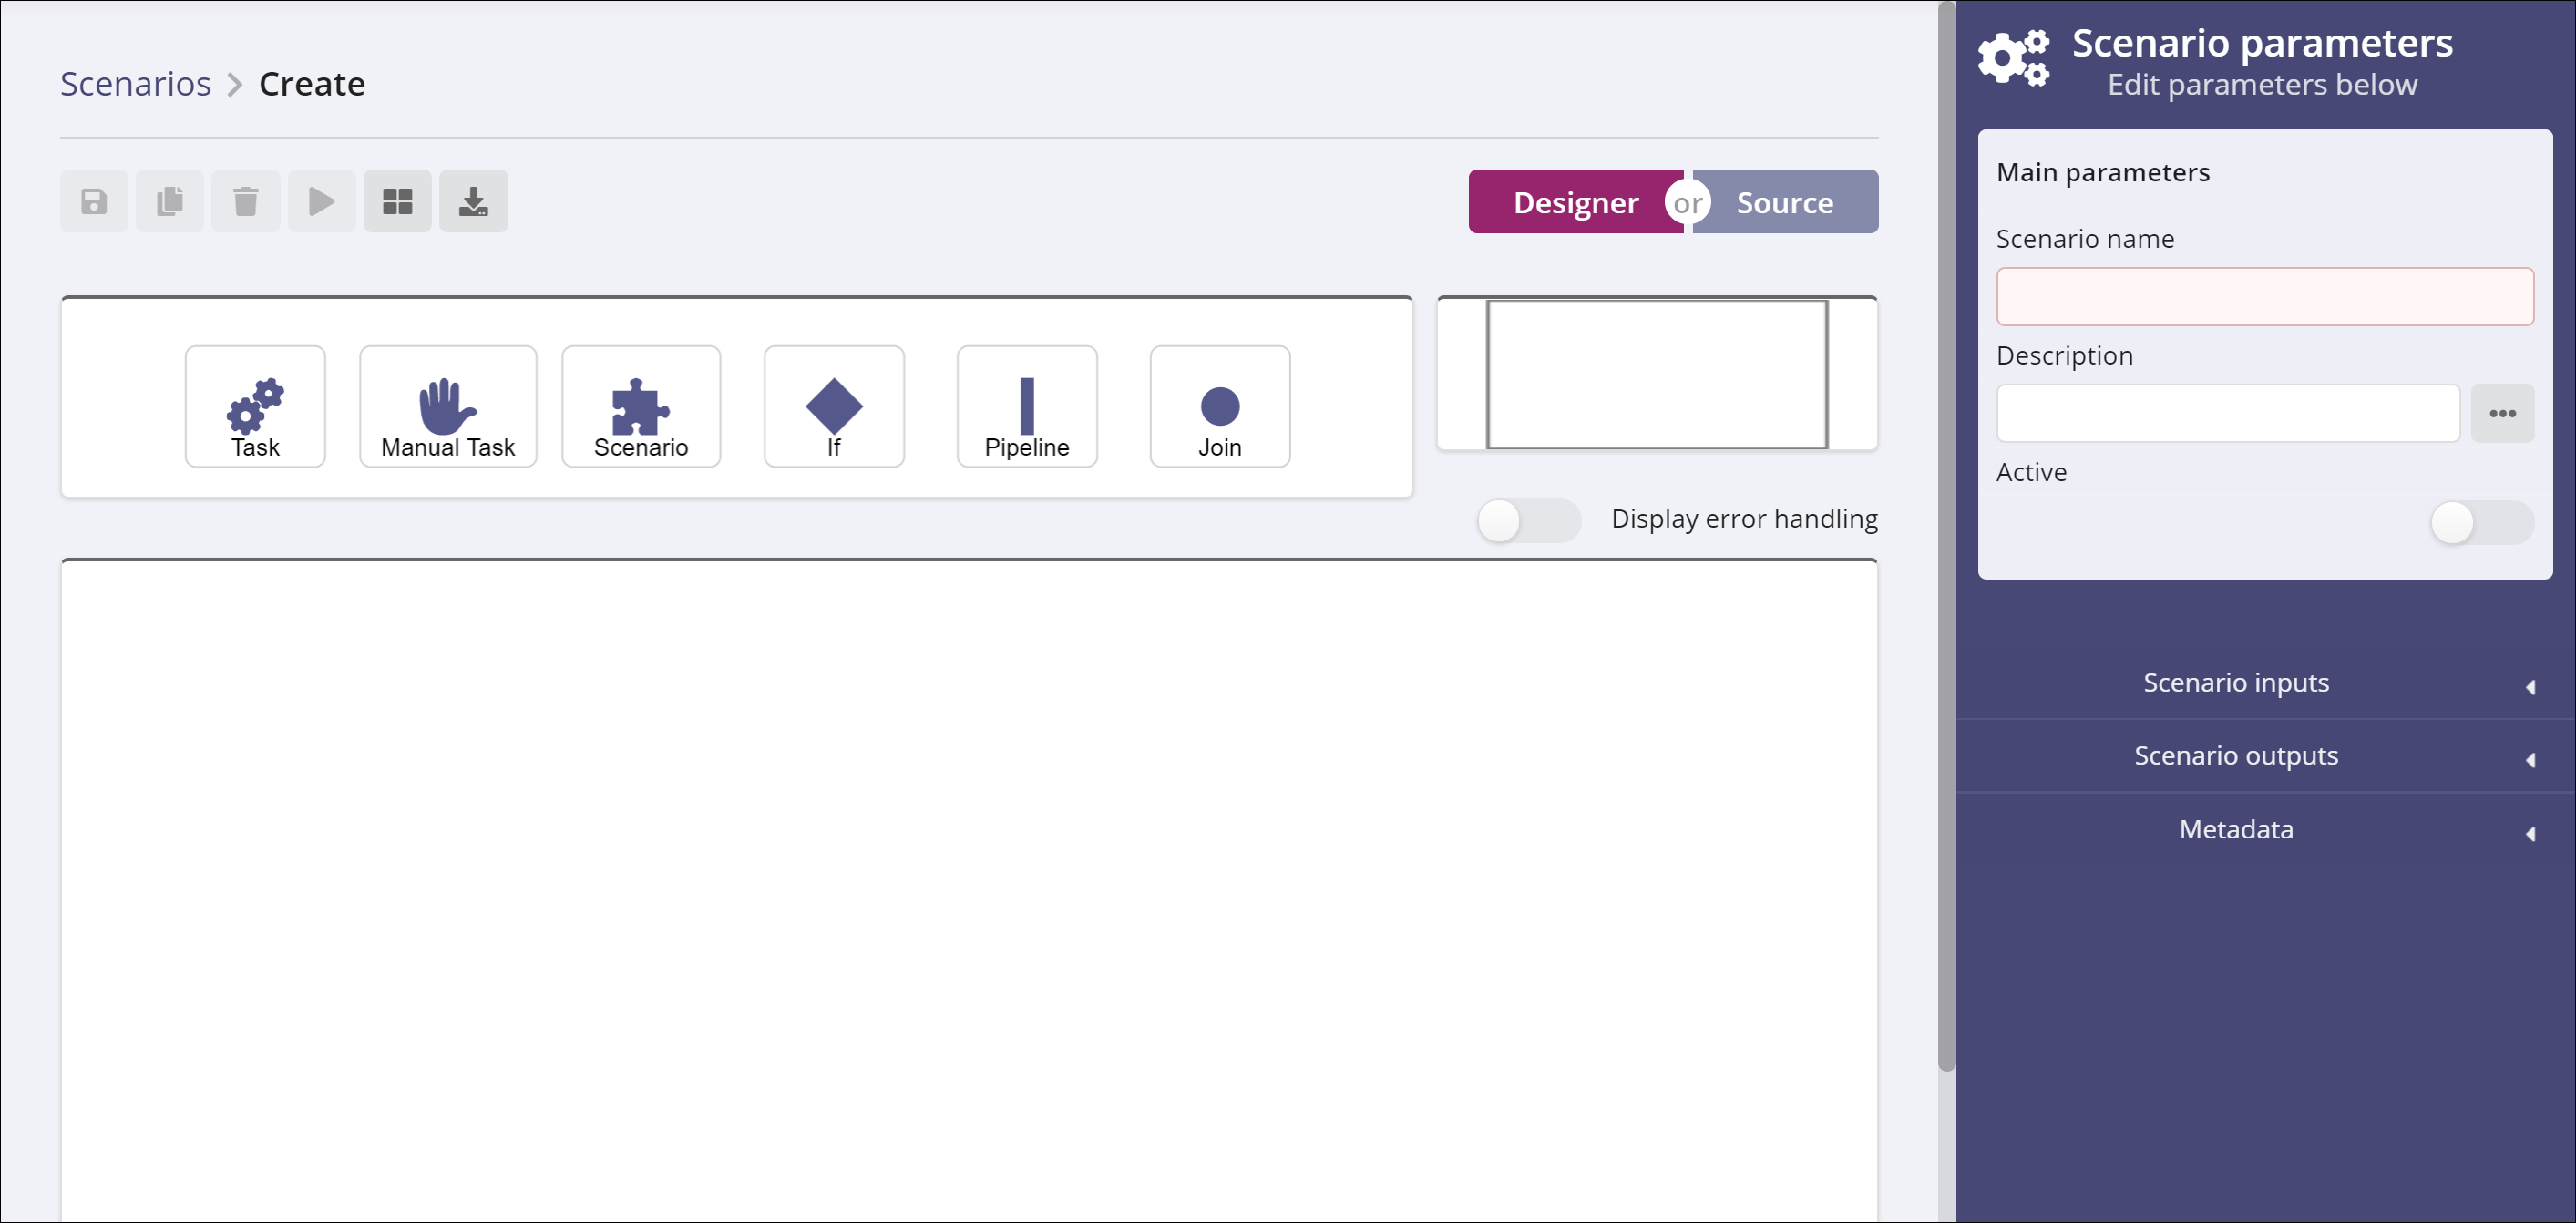 Scenarios > Create
Designer or Source
Task
Manual Task
Scenario
If
Pipeline
Join
Display error handling
Scenario parameters
Edit parameters below
Main parameters
Scenario name
Description
Active
Scenario inputs
Scenario outputs
Metadata